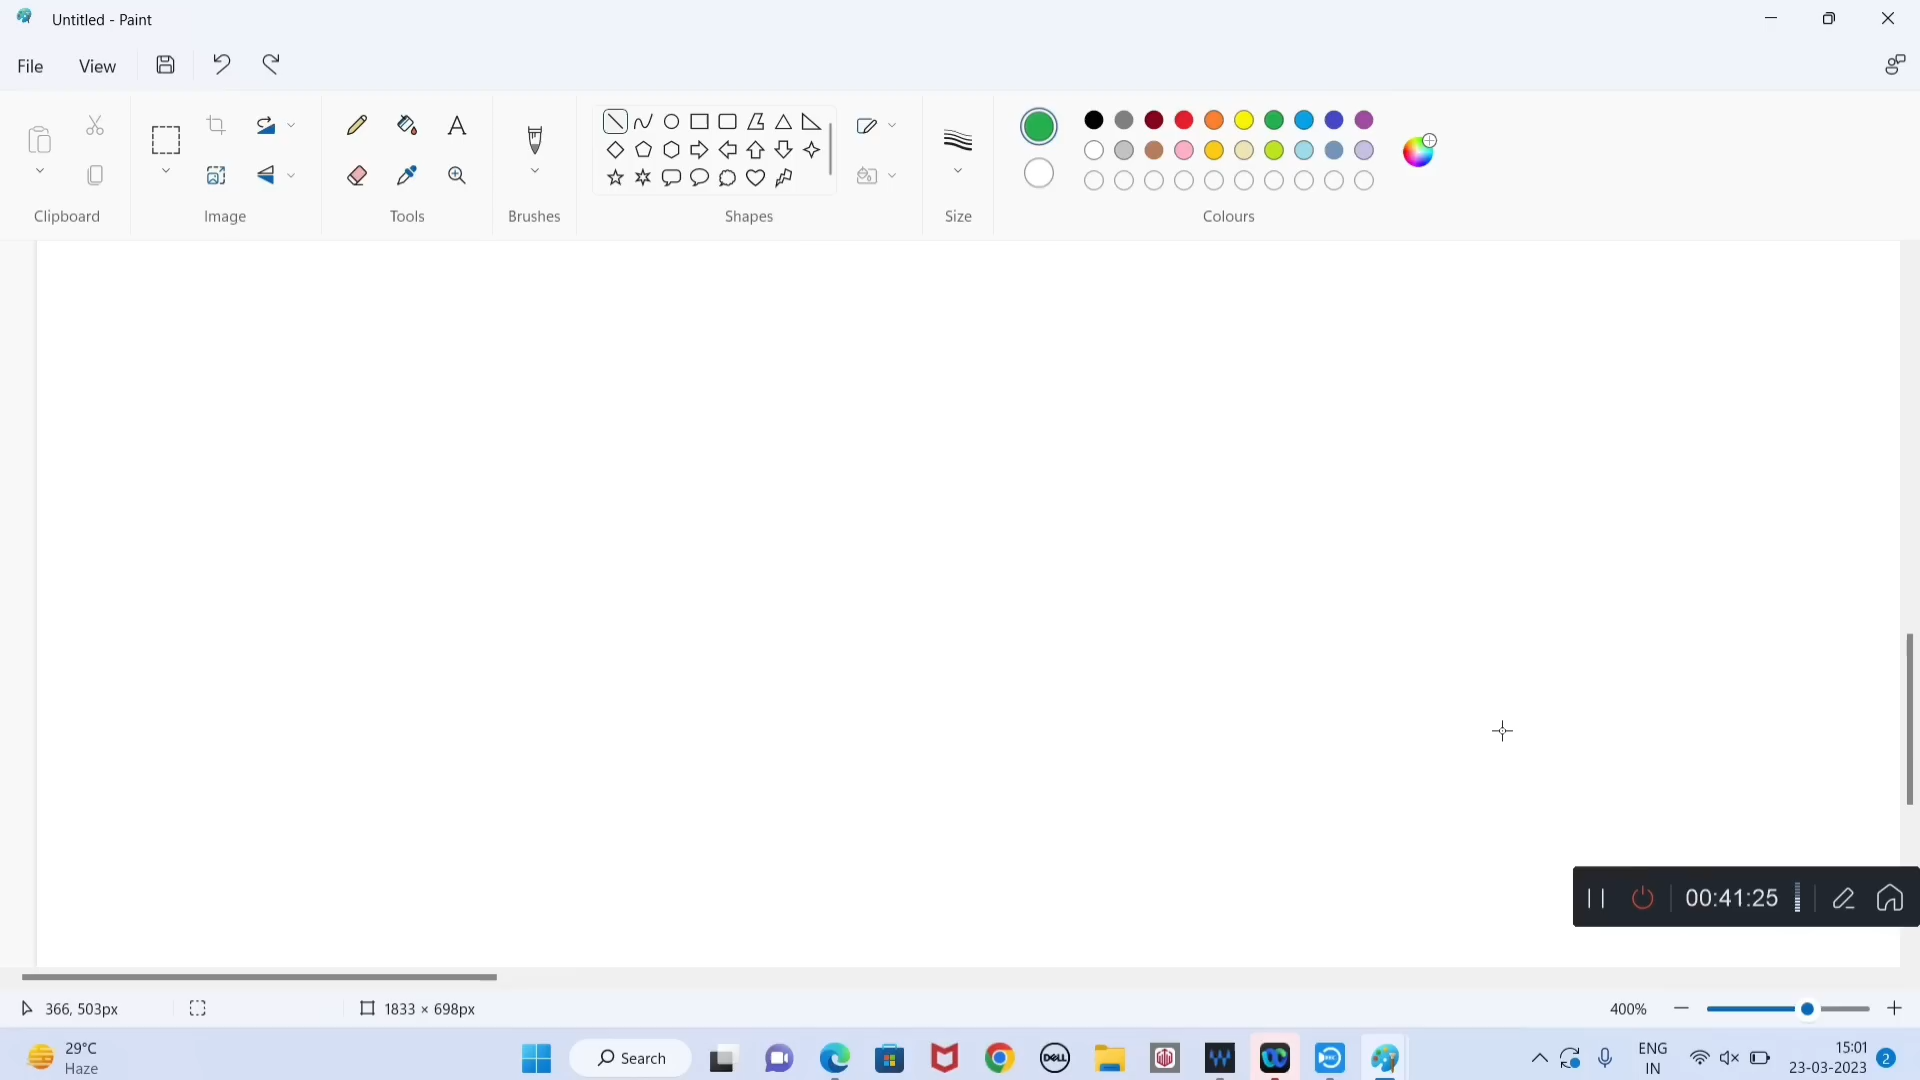 Untitled - Paint
File View
Clipboard Image Tools Brushes Shapes Size Colours
00:41:25
366, 503px 1833 × 698px 400%
29°C
Haze
Search
DELL
ENG
IN
15:01
23-03-2023 2